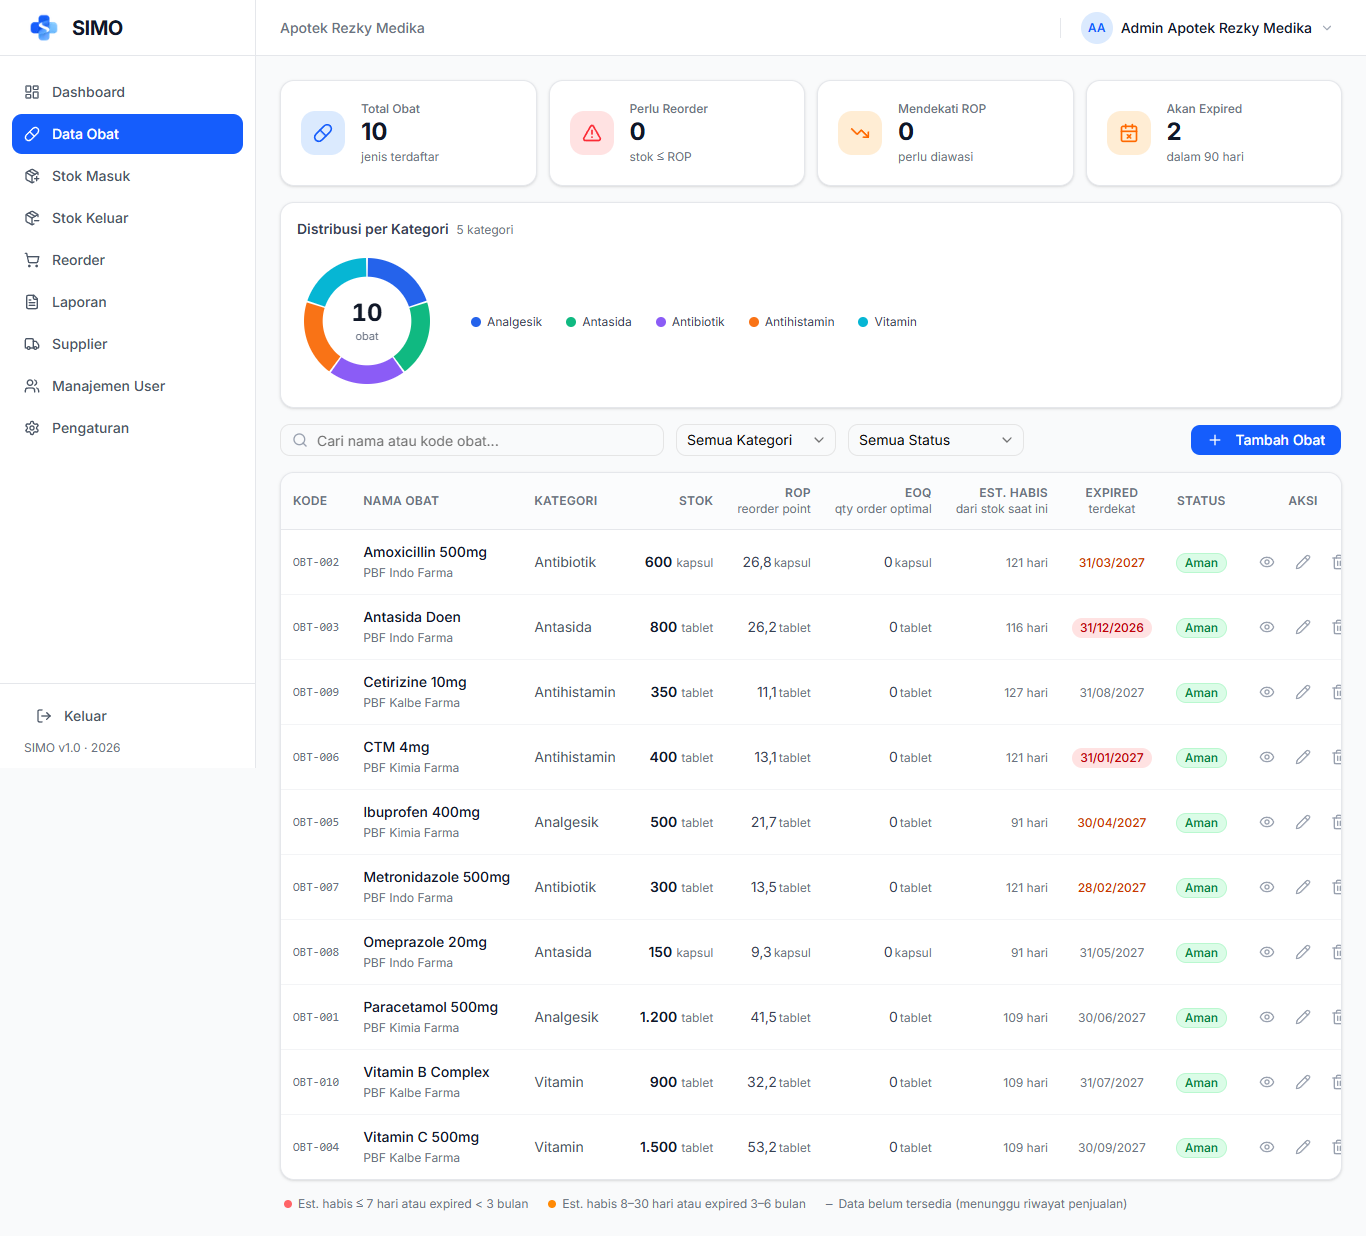 SIMO
Apotek Rezky Medika
AA
Admin Apotek Rezky Medika
Dashboard
Data Obat
Stok Masuk
Stok Keluar
Reorder
Laporan
Supplier
Manajemen User
Pengaturan
Keluar
SIMO v1.0 · 2026
Total Obat
10
jenis terdaftar
Perlu Reorder
0
stok ≤ ROP
Mendekati ROP
0
perlu diawasi
Akan Expired
2
dalam 90 hari
Distribusi per Kategori 5 kategori
10
obat
Analgesik Antasida Antibiotik Antihistamin Vitamin
Cari nama atau kode obat...
Semua Kategori
Semua Status
Tambah Obat
KODE NAMA OBAT KATEGORI STOK ROP EOQ EST. HABIS EXPIRED STATUS AKSI
reorder point qty order optimal dari stok saat ini terdekat
OBT-002 Amoxicillin 500mg Antibiotik 600 kapsul 26,8 kapsul 0 kapsul 121 hari 31/03/2027 Aman
PBF Indo Farma
OBT-003 Antasida Doen Antasida 800 tablet 26,2 tablet 0 tablet 116 hari 31/12/2026 Aman
PBF Indo Farma
OBT-009 Cetirizine 10mg Antihistamin 350 tablet 11,1 tablet 0 tablet 127 hari 31/08/2027 Aman
PBF Kalbe Farma
OBT-006 CTM 4mg Antihistamin 400 tablet 13,1 tablet 0 tablet 121 hari 31/01/2027 Aman
PBF Kimia Farma
OBT-005 Ibuprofen 400mg Analgesik 500 tablet 21,7 tablet 0 tablet 91 hari 30/04/2027 Aman
PBF Kimia Farma
OBT-007 Metronidazole 500mg Antibiotik 300 tablet 13,5 tablet 0 tablet 121 hari 28/02/2027 Aman
PBF Indo Farma
OBT-008 Omeprazole 20mg Antasida 150 kapsul 9,3 kapsul 0 kapsul 91 hari 31/05/2027 Aman
PBF Indo Farma
OBT-001 Paracetamol 500mg Analgesik 1.200 tablet 41,5 tablet 0 tablet 109 hari 30/06/2027 Aman
PBF Kimia Farma
OBT-010 Vitamin B Complex Vitamin 900 tablet 32,2 tablet 0 tablet 109 hari 31/07/2027 Aman
PBF Kalbe Farma
OBT-004 Vitamin C 500mg Vitamin 1.500 tablet 53,2 tablet 0 tablet 109 hari 30/09/2027 Aman
PBF Kalbe Farma
Est. habis ≤ 7 hari atau expired < 3 bulan Est. habis 8–30 hari atau expired 3–6 bulan – Data belum tersedia (menunggu riwayat penjualan)